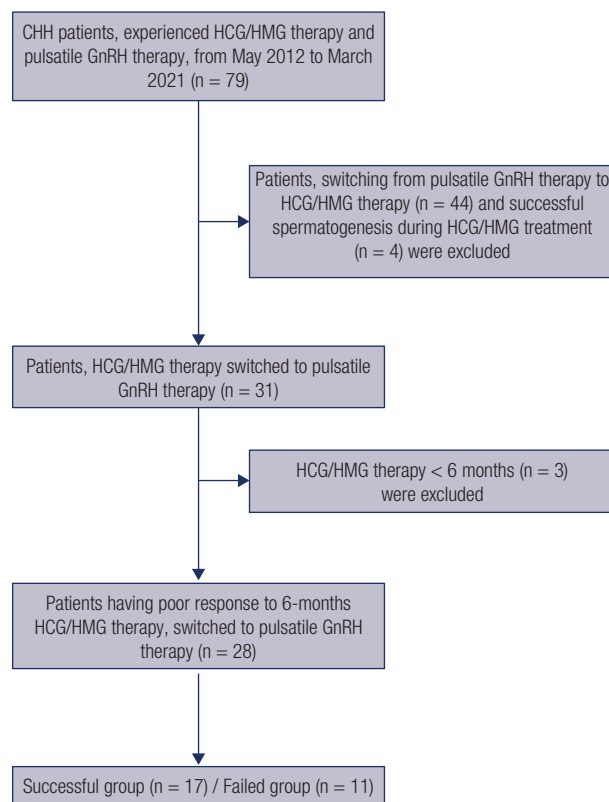 CHH patients, experienced HCG/HMG therapy and
pulsatile GnRH therapy, from May 2012 to March
2021 (n = 79)
Patients, switching from pulsatile GnRH therapy to
HCG/HMG therapy (n = 44) and successful
spermatogenesis during HCG/HMG treatment
(n = 4) were excluded
Patients, HCG/HMG therapy switched to pulsatile
GnRH therapy (n = 31)
HCG/HMG therapy < 6 months (n = 3)
were excluded
Patients having poor response to 6-months
HCG/HMG therapy, switched to pulsatile GnRH
therapy (n = 28)
Successful group (n = 17) / Failed group (n = 11)